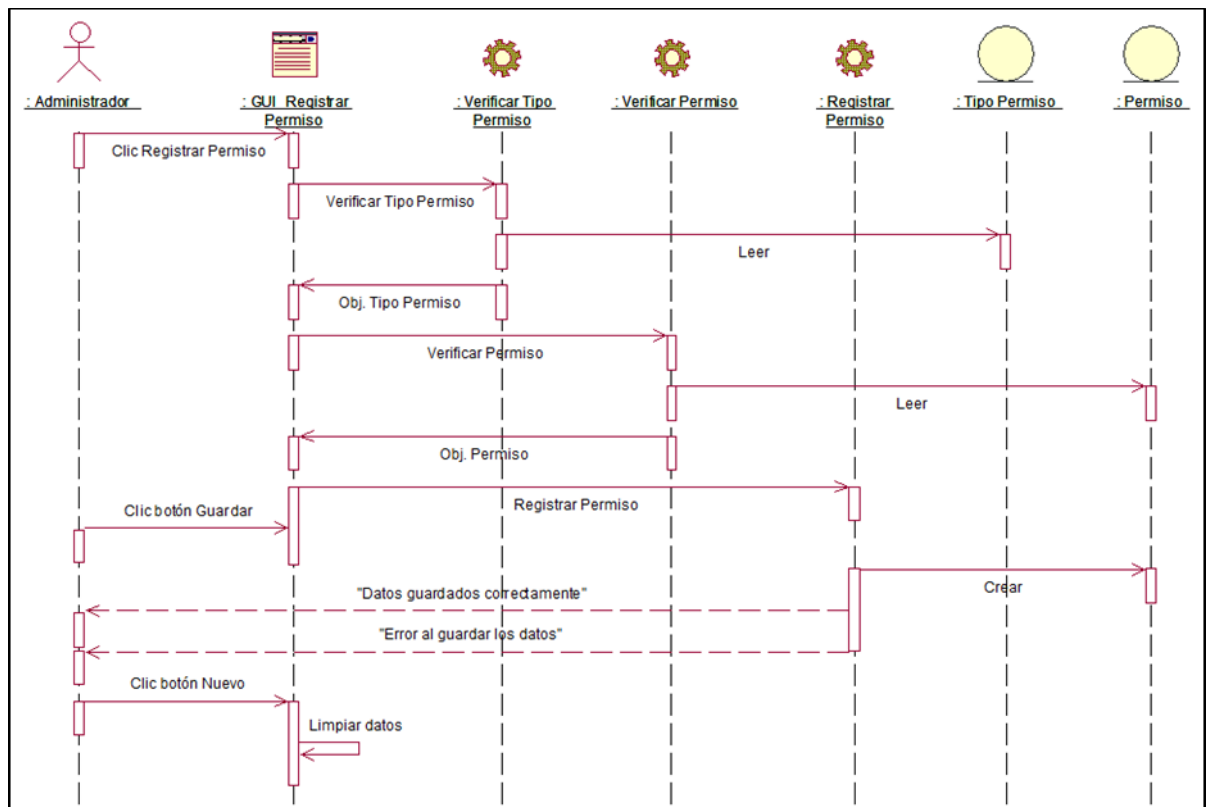 : Administrador
: GUI_Registrar
Permiso
: Verificar Tipo
Permiso
: Verificar Permiso
: Registrar
Permiso
: Tipo Permiso
: Permiso
Clic Registrar Permiso
Verificar Tipo Permiso
Leer
Obj. Tipo Permiso
Verificar Permiso
Leer
Obj. Permiso
Registrar Permiso
Clic botón Guardar
Crear
"Datos guardados correctamente"
"Error al guardar los datos"
Clic botón Nuevo
Limpiar datos